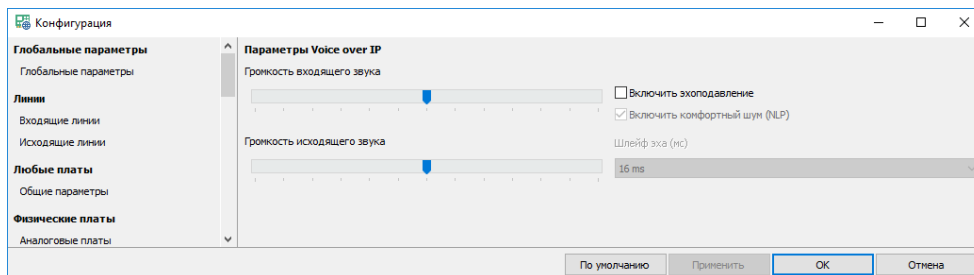 Конфигурация
Глобальные параметры
Глобальные параметры
Линии
Входящие линии
Исходящие линии
Любые платы
Общие параметры
Физические платы
Аналоговые платы
Параметры Voice over IP
Громкость входящего звука
Громкость исходящего звука
Включить эхоподавление
Включить комфортный шум (NLP)
Шлейф эха (мс)
16 ms
По умолчанию
Применить
OK
Отмена